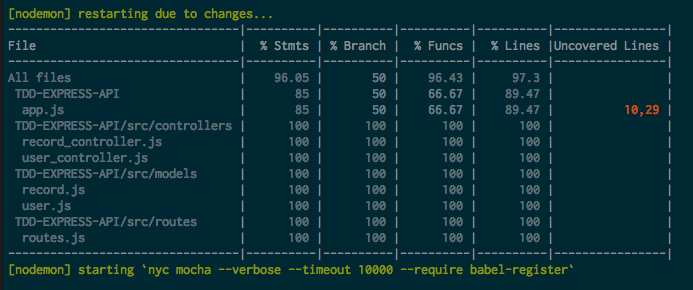 [nodemon] restarting due to changes...
-------------------------------|----------|----------|----------|----------|----------------|
File                           |  % Stmts | % Branch |  % Funcs |  % Lines |Uncovered Lines |
-------------------------------|----------|----------|----------|----------|----------------|
All files                      |    96.05 |       50 |    96.43 |     97.3 |                |
 TDD-EXPRESS-API               |       85 |       50 |    66.67 |    89.47 |                |
  app.js                       |       85 |       50 |    66.67 |    89.47 |          10,29 |
 TDD-EXPRESS-API/src/controllers |      100 |      100 |      100 |      100 |                |
  record_controller.js         |      100 |      100 |      100 |      100 |                |
  user_controller.js           |      100 |      100 |      100 |      100 |                |
 TDD-EXPRESS-API/src/models    |      100 |      100 |      100 |      100 |                |
  record.js                    |      100 |      100 |      100 |      100 |                |
  user.js                      |      100 |      100 |      100 |      100 |                |
 TDD-EXPRESS-API/src/routes    |      100 |      100 |      100 |      100 |                |
  routes.js                    |      100 |      100 |      100 |      100 |                |
-------------------------------|----------|----------|----------|----------|----------------|
[nodemon] starting `nyc mocha --verbose --timeout 10000 --require babel-register`